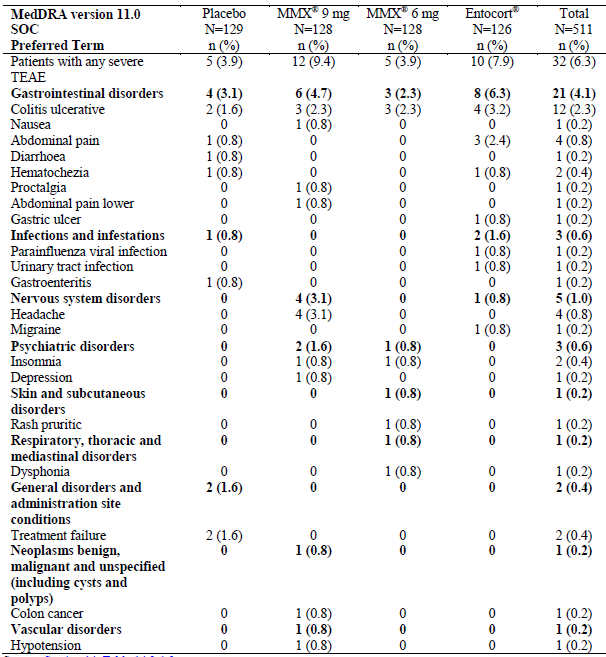 MedDRA version 11.0 Placebo MMX® 9 mg MMX® 6 mg Entocort® Total
SOC N=129 N=128 N=128 N=126 N=511
Preferred Term n (%) n (%) n (%) n (%) n (%)
Patients with any severe 5 (3.9) 12 (9.4) 5 (3.9) 10 (7.9) 32 (6.3)
TEAE
Gastrointestinal disorders 4 (3.1) 6 (4.7) 3 (2.3) 8 (6.3) 21 (4.1)
Colitis ulcerative 2 (1.6) 3 (2.3) 3 (2.3) 4 (3.2) 12 (2.3)
Nausea 0 1 (0.8) 0 0 1 (0.2)
Abdominal pain 1 (0.8) 0 0 3 (2.4) 4 (0.8)
Diarrhoea 1 (0.8) 0 0 0 1 (0.2)
Hematochezia 1 (0.8) 0 0 1 (0.8) 2 (0.4)
Proctalgia 0 1 (0.8) 0 0 1 (0.2)
Abdominal pain lower 0 1 (0.8) 0 0 1 (0.2)
Gastric ulcer 0 0 0 1 (0.8) 1 (0.2)
Infections and infestations 1 (0.8) 0 0 2 (1.6) 3 (0.6)
Parainfluenza viral infection 0 0 0 1 (0.8) 1 (0.2)
Urinary tract infection 0 0 0 1 (0.8) 1 (0.2)
Gastroenteritis 1 (0.8) 0 0 0 1 (0.2)
Nervous system disorders 0 4 (3.1) 0 1 (0.8) 5 (1.0)
Headache 0 4 (3.1) 0 0 4 (0.8)
Migraine 0 0 0 1 (0.8) 1 (0.2)
Psychiatric disorders 0 2 (1.6) 1 (0.8) 0 3 (0.6)
Insomnia 0 1 (0.8) 1 (0.8) 0 2 (0.4)
Depression 0 1 (0.8) 0 0 1 (0.2)
Skin and subcutaneous 0 0 1 (0.8) 0 1 (0.2)
disorders
Rash pruritic 0 0 1 (0.8) 0 1 (0.2)
Respiratory, thoracic and 0 0 1 (0.8) 0 1 (0.2)
mediastinal disorders
Dysphonia 0 0 1 (0.8) 0 1 (0.2)
General disorders and 2 (1.6) 0 0 0 2 (0.4)
administration site
conditions
Treatment failure 2 (1.6) 0 0 0 2 (0.4)
Neoplasms benign, 0 1 (0.8) 0 0 1 (0.2)
malignant and unspecified
(including cysts and
polyps)
Colon cancer 0 1 (0.8) 0 0 1 (0.2)
Vascular disorders 0 1 (0.8) 0 0 1 (0.2)
Hypotension 0 1 (0.8) 0 0 1 (0.2)